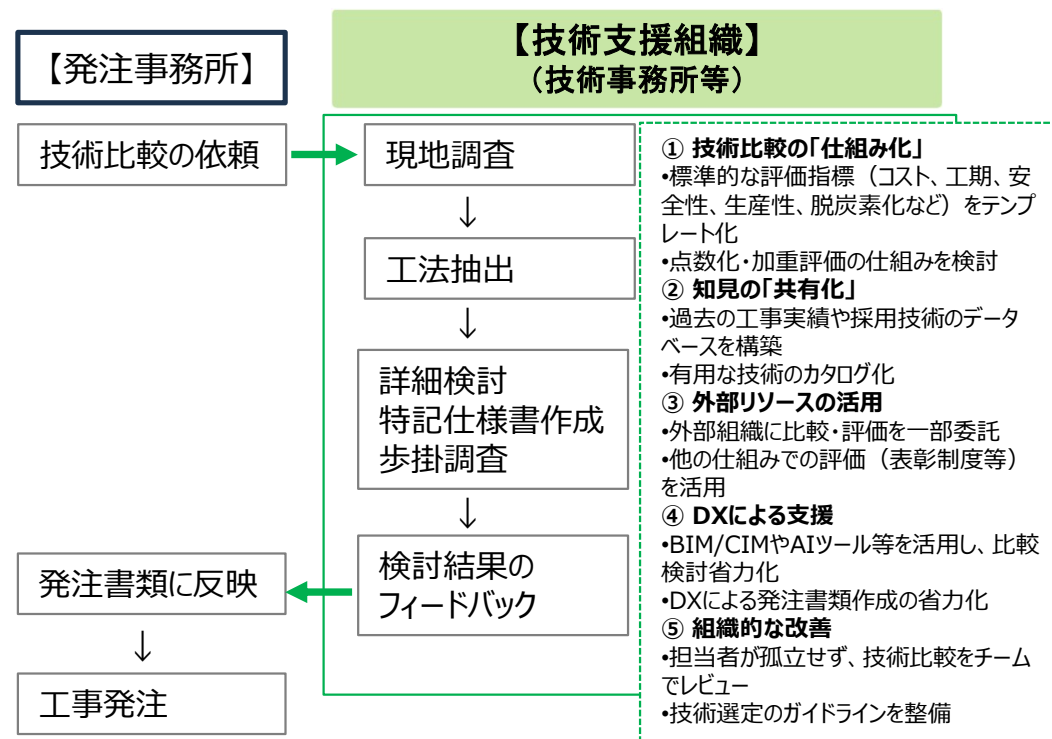 【発注事務所】
【技術支援組織】
（技術事務所等）
技術比較の依頼
現地調査
↓
工法抽出
↓
詳細検討
特記仕様書作成
歩掛調査
↓
検討結果の
フィードバック
発注書類に反映
↓
工事発注
① 技術比較の｢仕組み化｣
•標準的な評価指標（コスト、工期、安
全性、生産性、脱炭素化など）をテンプ
レート化
•点数化・加重評価の仕組みを検討
② 知見の｢共有化｣
•過去の工事実績や採用技術のデータ
ベースを構築
•有用な技術のカタログ化
③ 外部リソースの活用
•外部組織に比較・評価を一部委託
•他の仕組みでの評価（表彰制度等）
を活用
④ DXによる支援
•BIM/CIMやAIツール等を活用し、比較
検討省力化
•DXによる発注書類作成の省力化
⑤ 組織的な改善
•担当者が孤立せず、技術比較をチーム
でレビュー
•技術選定のガイドラインを整備